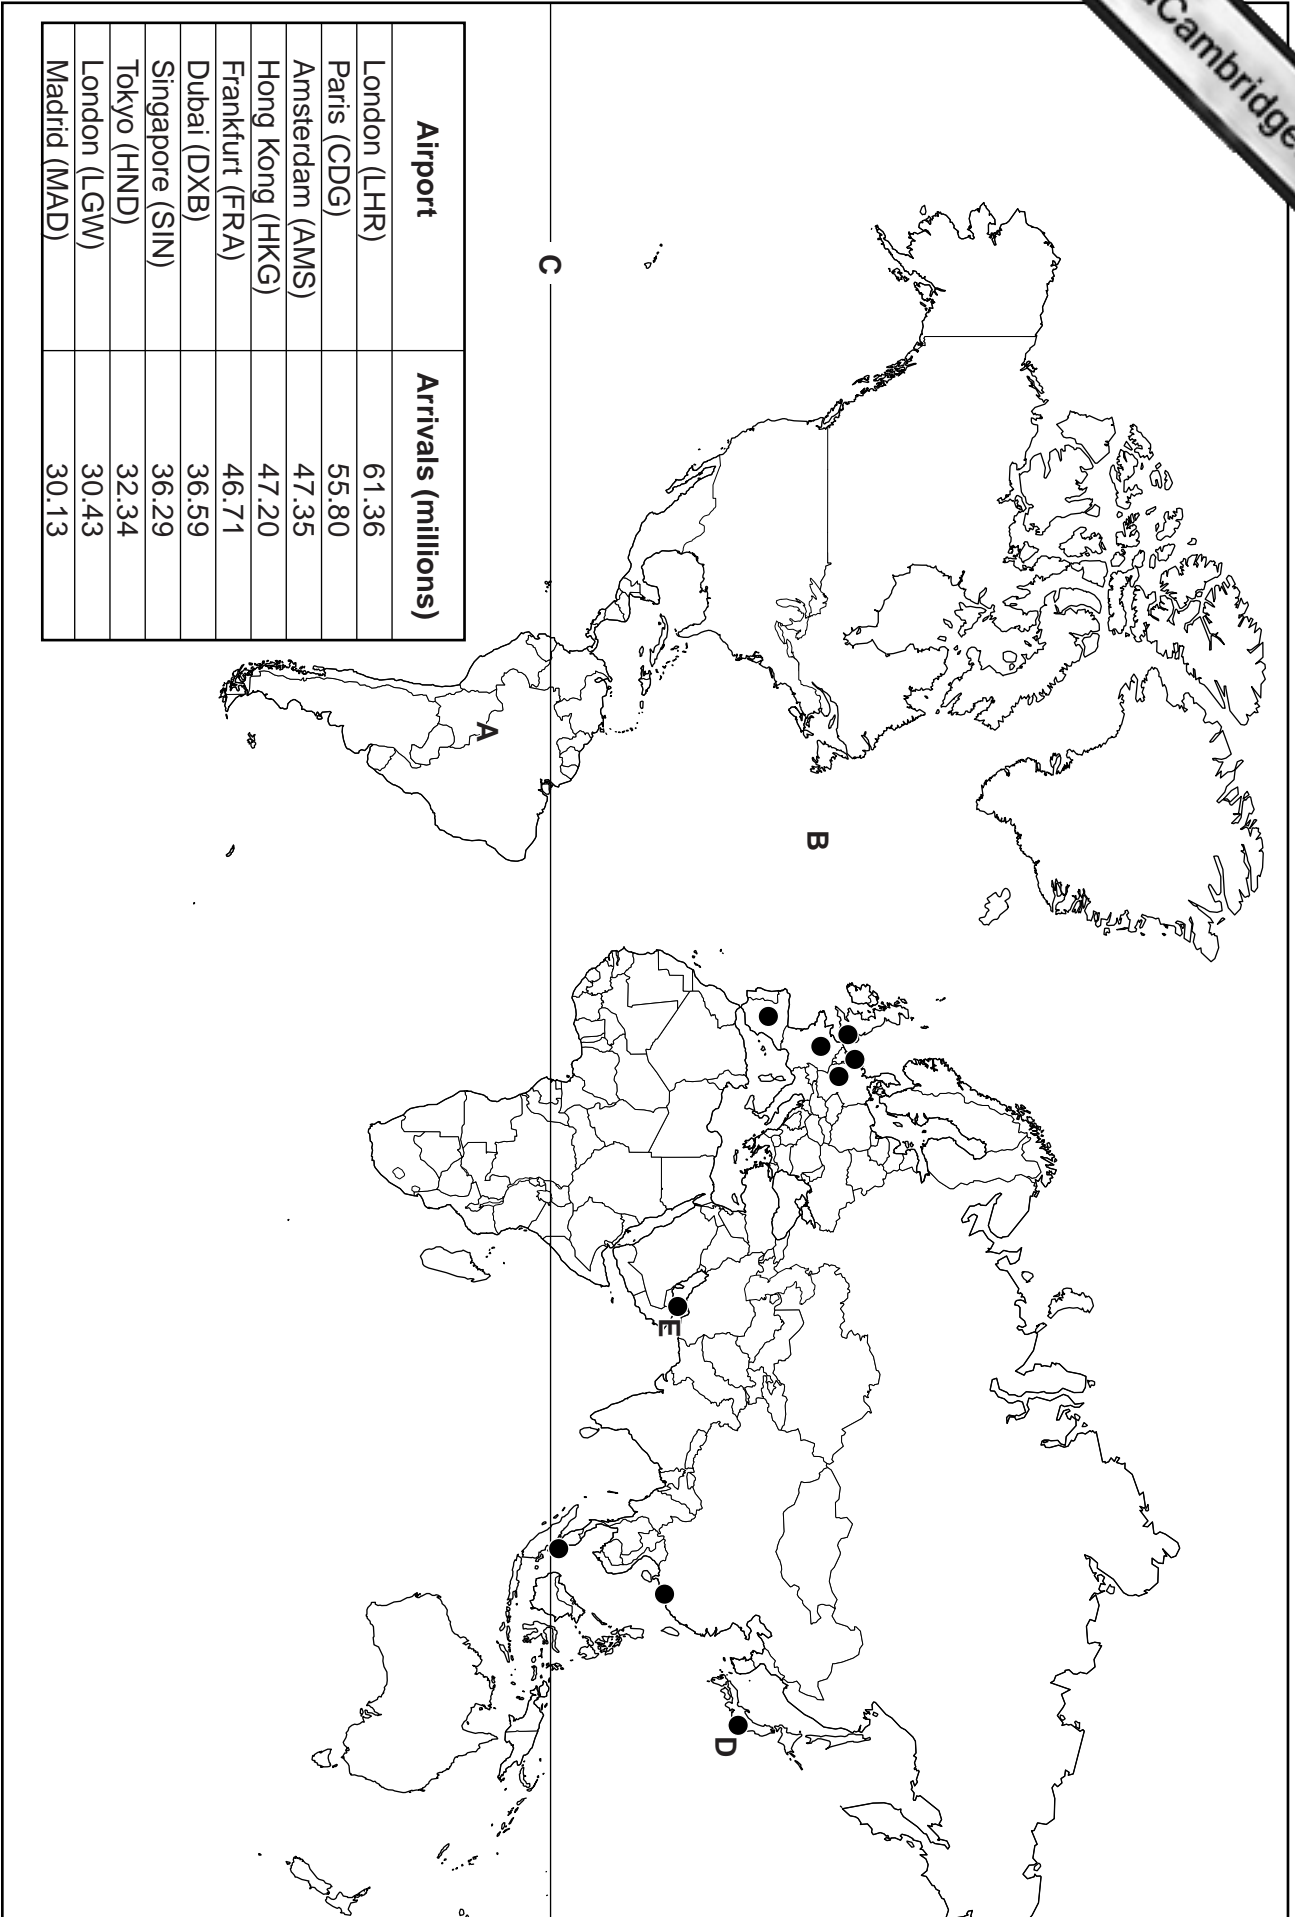 Cambridge
C
A
B
E
D
Airport Arrivals (millions)
London (LHR) 61.36
Paris (CDG) 55.80
Amsterdam (AMS) 47.35
Hong Kong (HKG) 47.20
Frankfurt (FRA) 46.71
Dubai (DXB) 36.59
Singapore (SIN) 36.29
Tokyo (HND) 32.34
London (LGW) 30.43
Madrid (MAD) 30.13